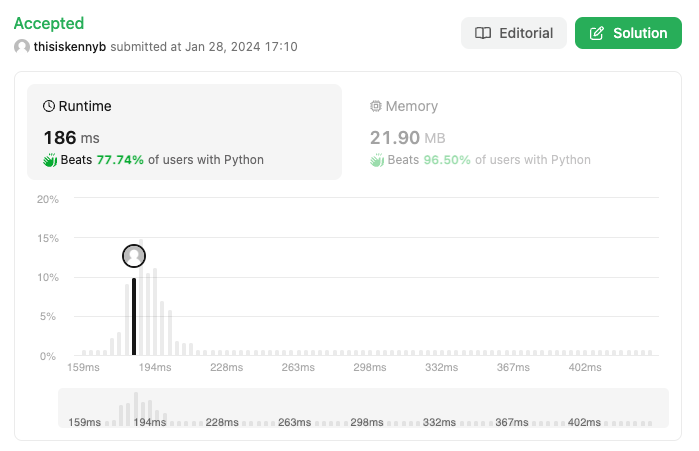 Accepted
thisiskennyb submitted at Jan 28, 2024 17:10
Editorial
Solution
Runtime
186 ms
Beats 77.74% of users with Python
Memory
21.90 MB
Beats 96.50% of users with Python
20%
15%
10%
5%
0%
159ms 194ms 228ms 263ms 298ms 332ms 367ms 402ms
159ms 194ms 228ms 263ms 298ms 332ms 367ms 402ms